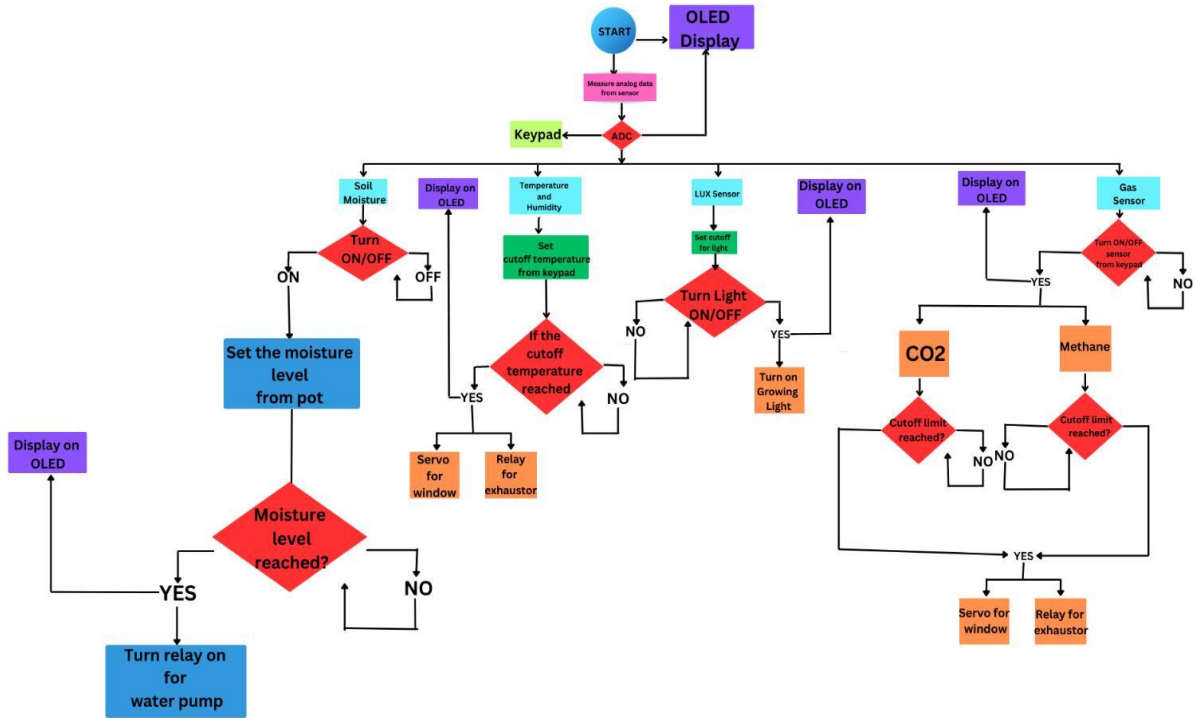 START
OLED
Display
Measure analog data
from sensor
Keypad
ADC
Soil
Moisture
Display on
OLED
Temperature
and
Humidity
LUX Sensor
Display on
OLED
Display on
OLED
Gas
Sensor
Turn
ON/OFF
ON
OFF
Set
cutoff temperature
from keypad
Set cutoff
for light
Turn Light
ON/OFF
NO
YES
Turn on
Growing
Light
Turn ON/OFF
sensor
from keypad
YES
NO
Set the moisture
level
from pot
If the
cutoff
temperature
reached
YES
NO
Servo
for
window
Relay
for
exhaustor
CO2
Methane
Cutoff limit
reached?
NO
Cutoff limit
reached?
NO
Display on
OLED
Moisture
level
reached?
YES
NO
Turn relay on
for
water pump
YES
Servo for
window
Relay for
exhaustor